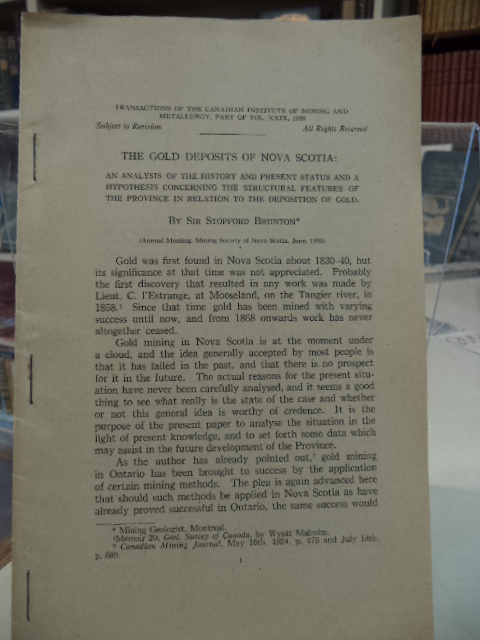 TRANSACTIONS OF THE CANADIAN INSTITUTE OF MINING AND
METALLURGY, PART OF VOL. XXIX, 1926
Subject to Revision All Rights Reserved
THE GOLD DEPOSITS OF NOVA SCOTIA:
AN ANALYSIS OF THE HISTORY AND PRESENT STATUS AND A
HYPOTHESIS CONCERNING THE STRUCTURAL FEATURES OF
THE PROVINCE IN RELATION TO THE DEPOSITION OF GOLD.
BY SIR STOPFORD BRUNTON*
(Annual Meeting, Mining Society of Nova Scotia, June, 1926)
Gold was first found in Nova Scotia about 1830-40, but
its significance at that time was not appreciated. Probably
the first discovery that resulted in any work was made by
Lieut. C. l'Estrange, at Mooseland, on the Tangier river, in
1858.¹ Since that time gold has been mined with varying
success until now, and from 1868 onwards work has never
altogether ceased.
Gold mining in Nova Scotia is at the moment under
a cloud, and the idea generally accepted by most people is
that it has failed in the past, and that there is no prospect
for it in the future. The actual reasons for the present situ-
ation have never been carefully analysed, and it seems a good
thing to see what really is the state of the case and whether
or not this general idea is worthy of credence. It is the
purpose of the present paper to analyse the situation in the
light of present knowledge, and to set forth some data which
may assist in the future development of the Province.
As the author has already pointed out,² gold mining
in Ontario has been brought to success by the application
of certain mining methods. The plea is again advanced here
that should such methods be applied in Nova Scotia as have
already proved successful in Ontario, the same success would
* Mining Geologist, Montreal.
¹Memoir 20, Geol. Survey of Canada, by Wyatt Malcolm.
² Canadian Mining Journal, May 16th, 1924, p. 475 and July 18th,
p. 689.
1